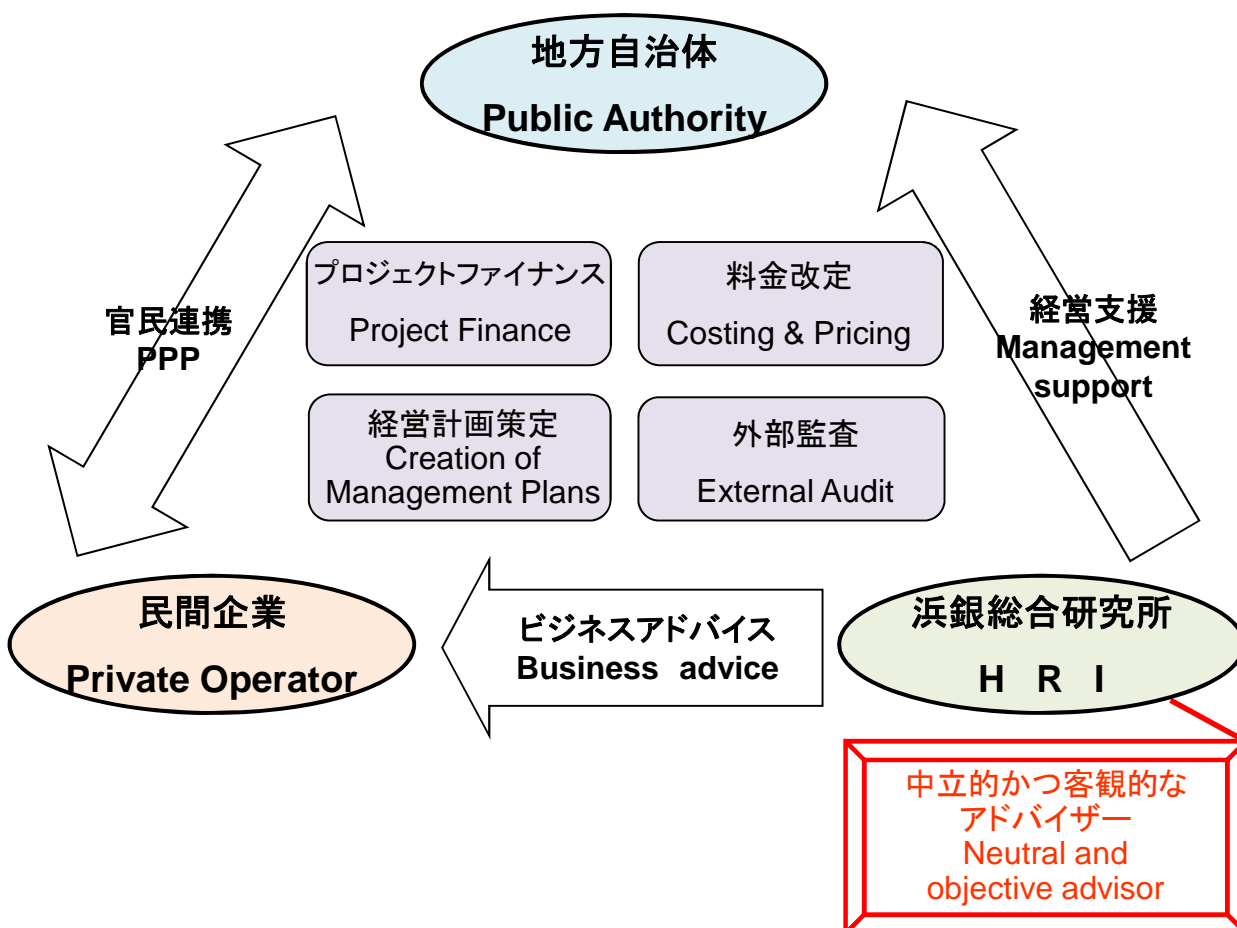 地方自治体
Public Authority
プロジェクトファイナンス
Project Finance
料金改定
Costing & Pricing
官民連携
PPP
経営支援
Management
support
経営計画策定
Creation of
Management Plans
外部監査
External Audit
民間企業
Private Operator
ビジネスアドバイス
Business advice
浜銀総合研究所
H R I
中立的かつ客観的な
アドバイザー
Neutral and
objective advisor